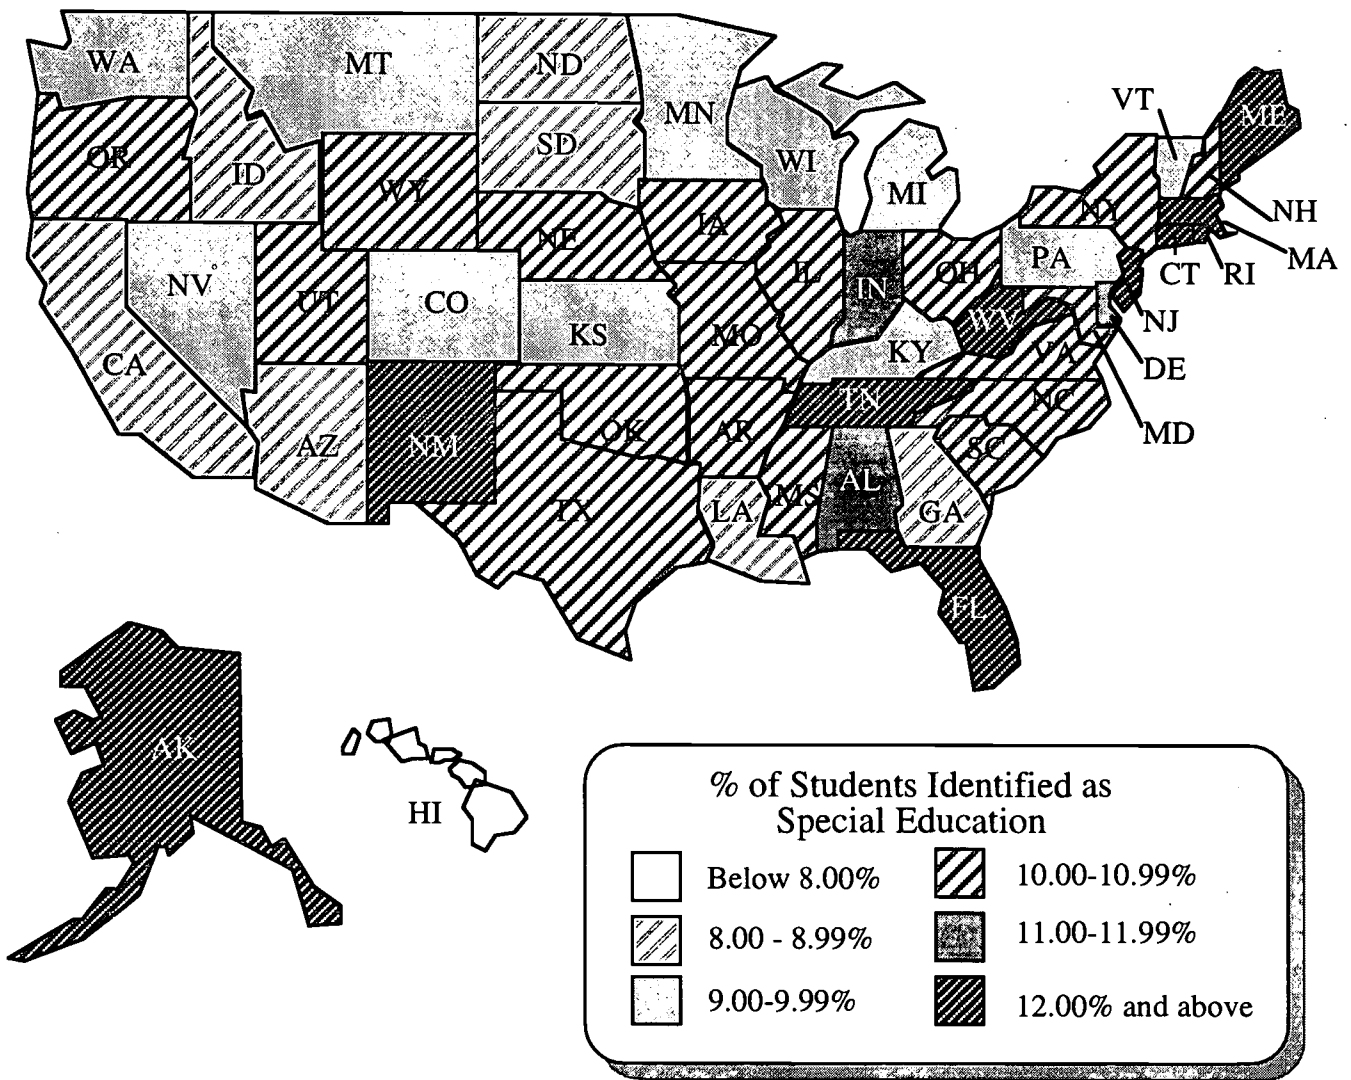 WA
MT
ND
MN
VT
ME
OR
ID
SD
WI
WY
MI
NY
NH
NE
IA
MA
NV
UT
CO
IL
IN
OH
PA
CT
RI
KS
MO
WV
NJ
CA
KY
VA
DE
AZ
NM
OK
AR
TN
NC
MD
SC
TX
LA
MS
AL
GA
FL
AK
HI
% of Students Identified as
Special Education
Below 8.00%
10.00-10.99%
8.00 - 8.99%
11.00-11.99%
9.00-9.99%
12.00% and above